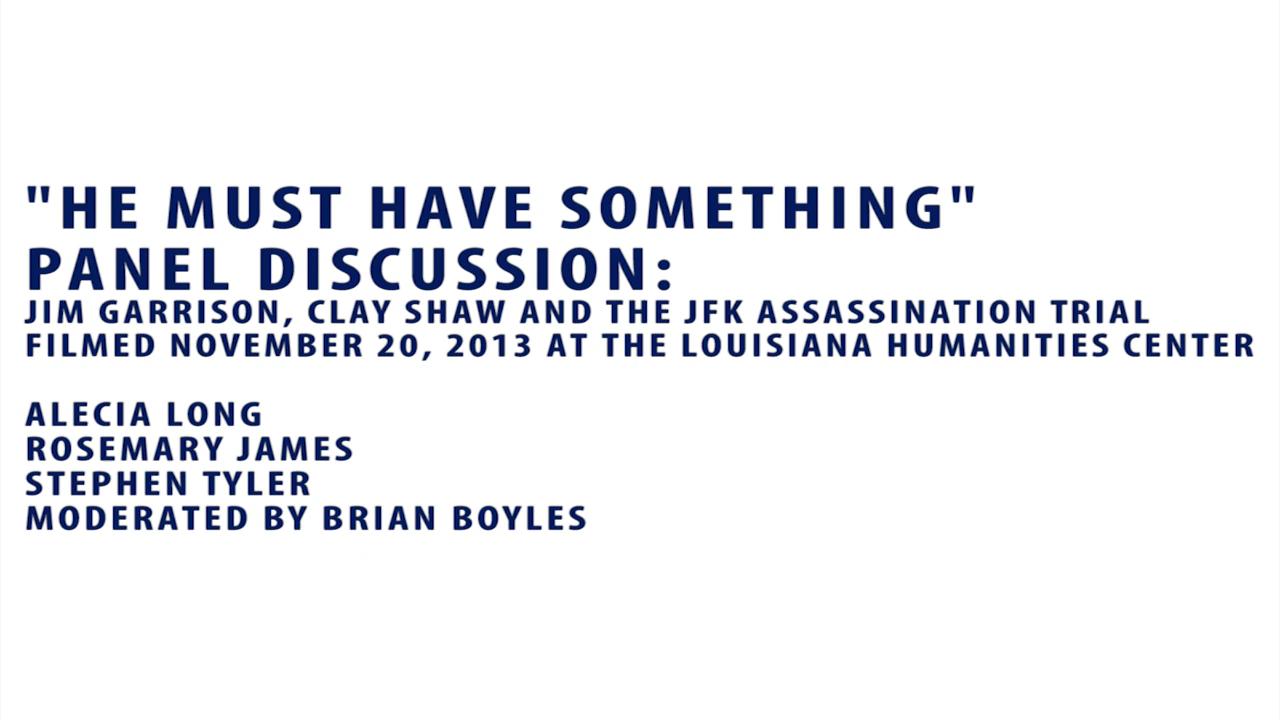 "HE MUST HAVE SOMETHING"
PANEL DISCUSSION:
JIM GARRISON, CLAY SHAW AND THE JFK ASSASSINATION TRIAL
FILMED NOVEMBER 20, 2013 AT THE LOUISIANA HUMANITIES CENTER
ALECIA LONG
ROSEMARY JAMES
STEPHEN TYLER
MODERATED BY BRIAN BOYLES